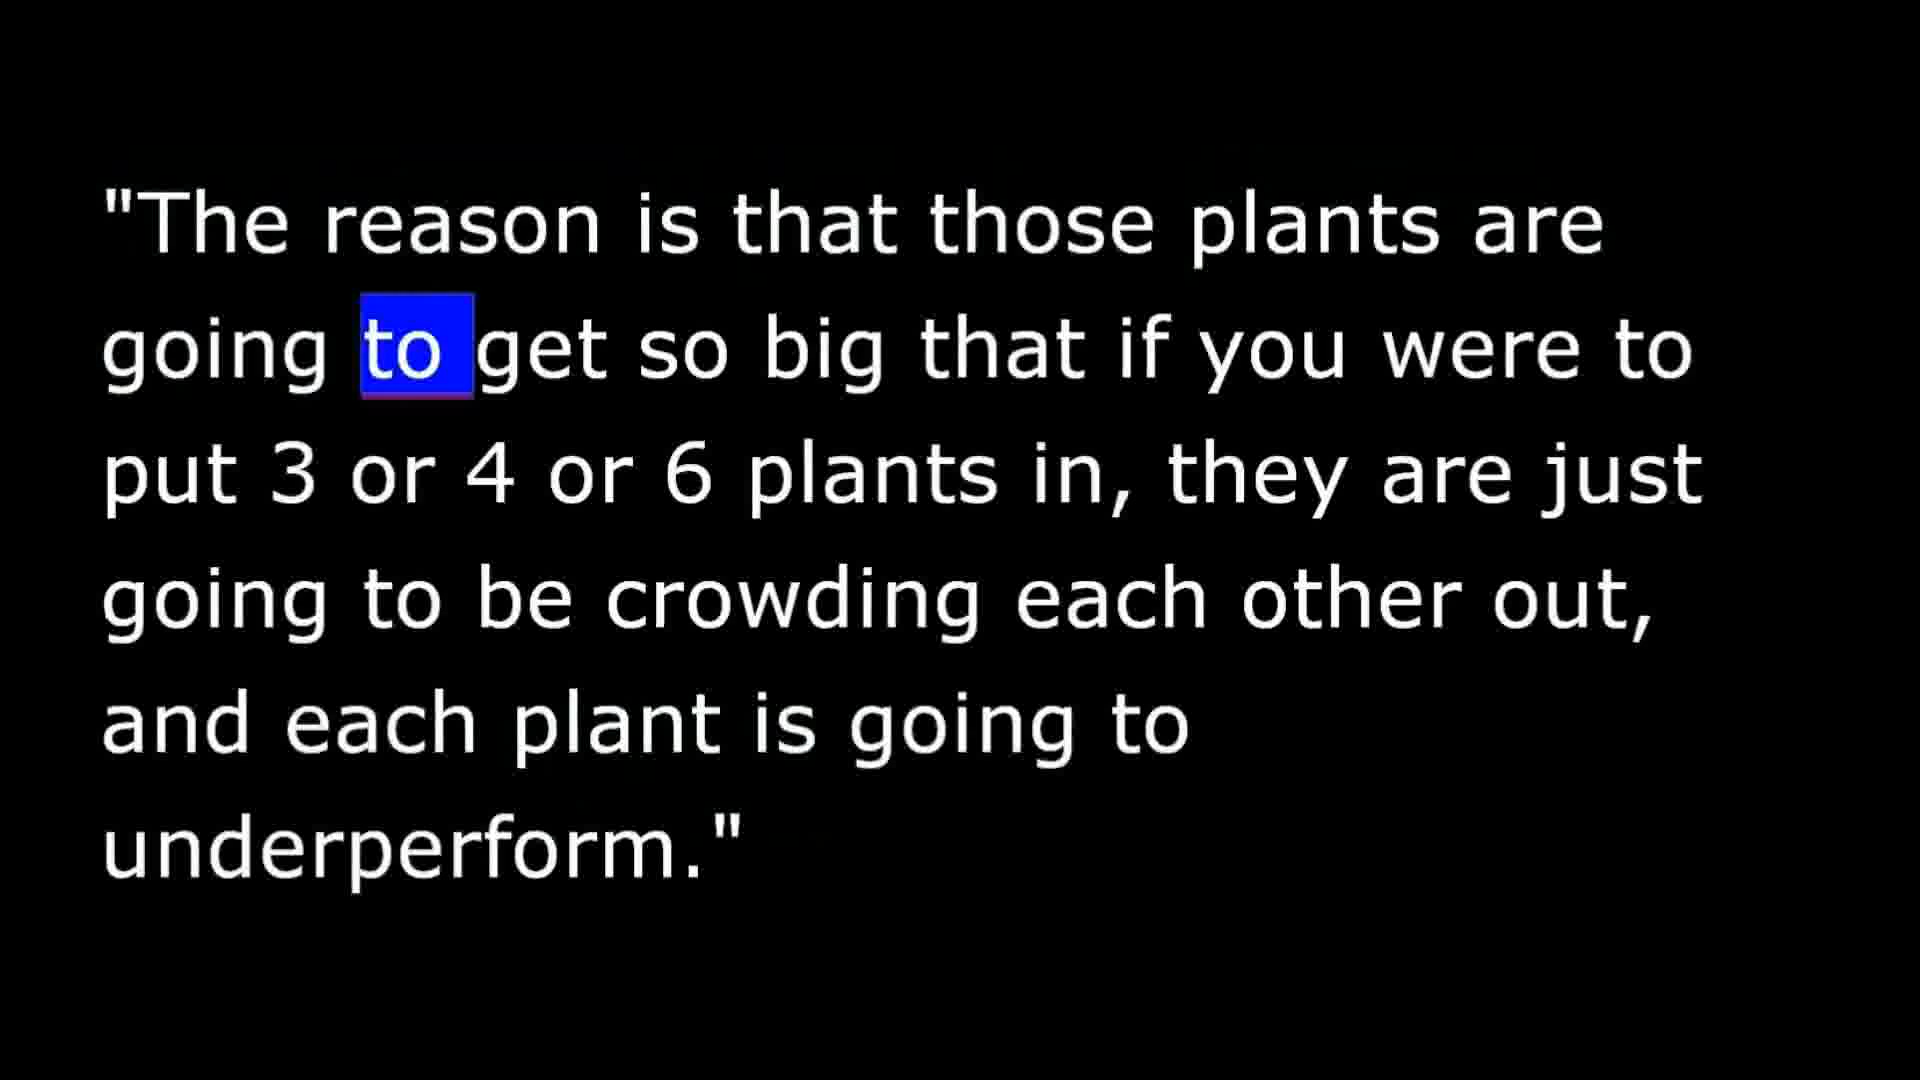 "The reason is that those plants are
going to get so big that if you were to
put 3 or 4 or 6 plants in, they are just
going to be crowding each other out,
and each plant is going to
underperform."